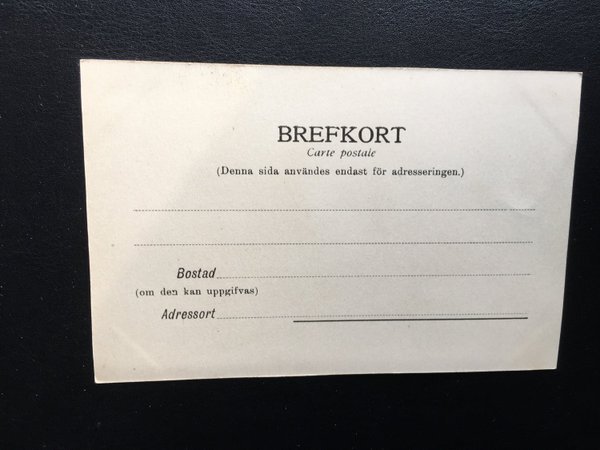 BREFKORT
Carte postale
(Denna sida användes endast för adresseringen.)
Bostad
(om den kan uppgifvas)
Adressort